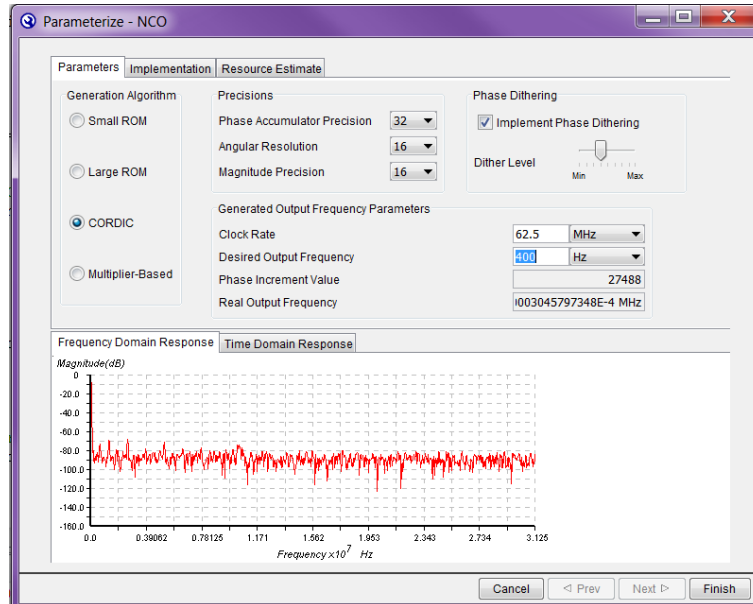 Parameterize - NCO
Parameters Implementation Resource Estimate
Generation Algorithm
Small ROM
Large ROM
CORDIC
Multiplier-Based
Precisions
Phase Accumulator Precision 32
Angular Resolution 16
Magnitude Precision 16
Phase Dithering
Implement Phase Dithering
Dither Level
Min Max
Generated Output Frequency Parameters
Clock Rate 62.5 MHz
Desired Output Frequency 400 Hz
Phase Increment Value 27488
Real Output Frequency 003045797348E-4 MHz
Frequency Domain Response Time Domain Response
Magnitude(dB)
0
-20.0
-40.0
-60.0
-80.0
-100.0
-120.0
-140.0
-160.0
0.0 0.39062 0.78125 1.171 1.562 1.953 2.343 2.734 3.125
Frequency ×10^7 Hz
Cancel < Prev Next > Finish